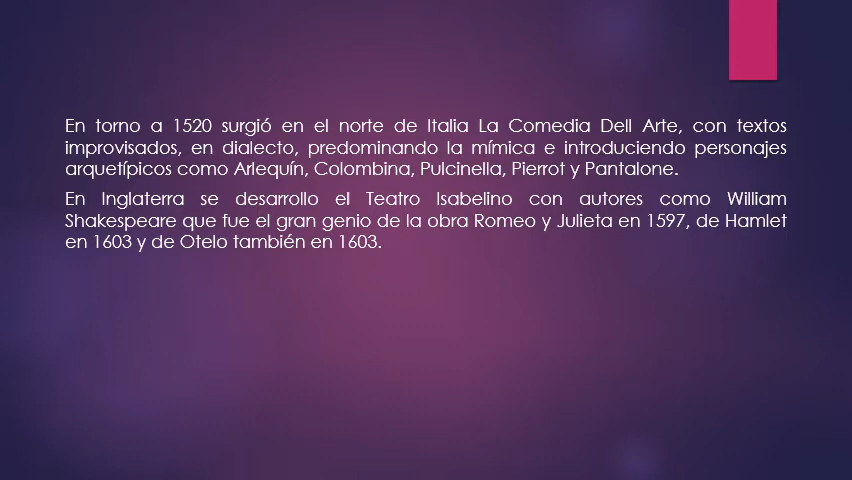 En torno a 1520 surgió en el norte de Italia La Comedia Dell Arte, con textos
improvisados, en dialecto, predominando la mímica e introduciendo personajes
arquetípicos como Arlequín, Colombina, Pulcinella, Pierrot y Pantalone.
En Inglaterra se desarrollo el Teatro Isabelino con autores como William
Shakespeare que fue el gran genio de la obra Romeo y Julieta en 1597, de Hamlet
en 1603 y de Otelo también en 1603.